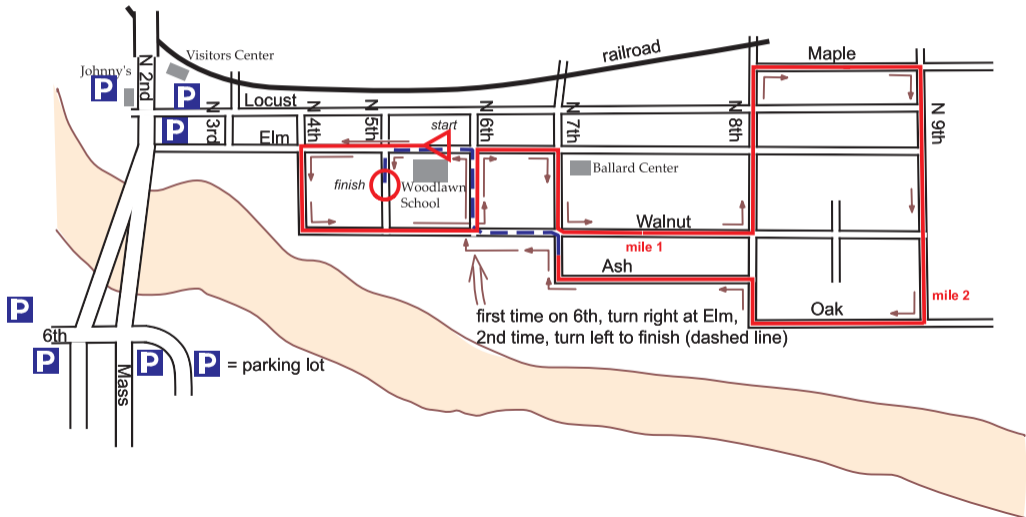 railroad
Maple
Visitors Center
Johnny's
P
P
P
N 2nd
N 3rd
Locust
Elm
N 4th
N 5th
N 6th
N 7th
N 8th
N 9th
start
finish
Woodlawn
School
Ballard Center
Walnut
mile 1
Ash
Oak
mile 2
first time on 6th, turn right at Elm,
2nd time, turn left to finish (dashed line)
P
6th
P
Mass
P
P = parking lot